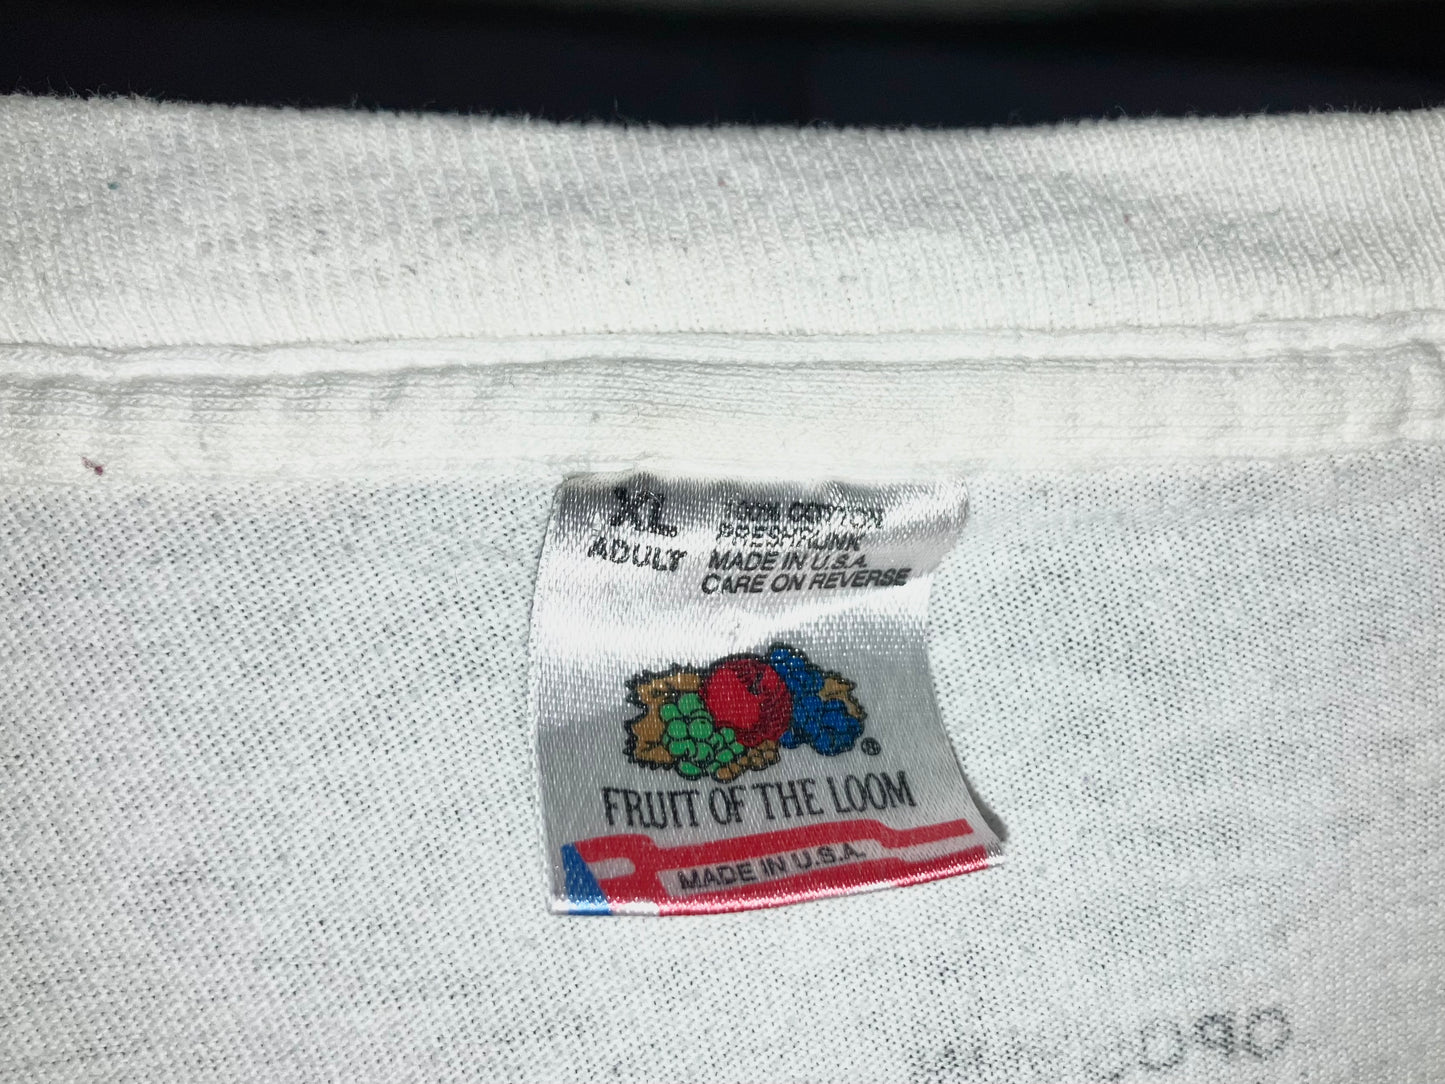 XL
ADULT
100% COTTON
PRESHRUNK
MADE IN U.S.A.
CARE ON REVERSE
®
FRUIT OF THE LOOM
MADE IN U.S.A.